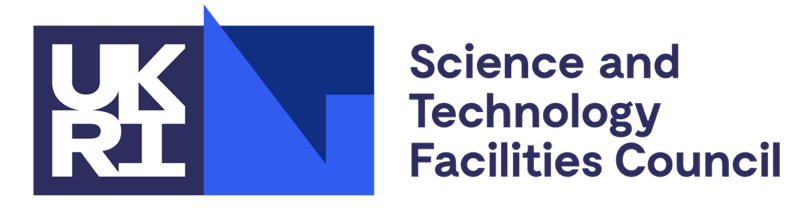 UK
RI
Science and
Technology
Facilities Council